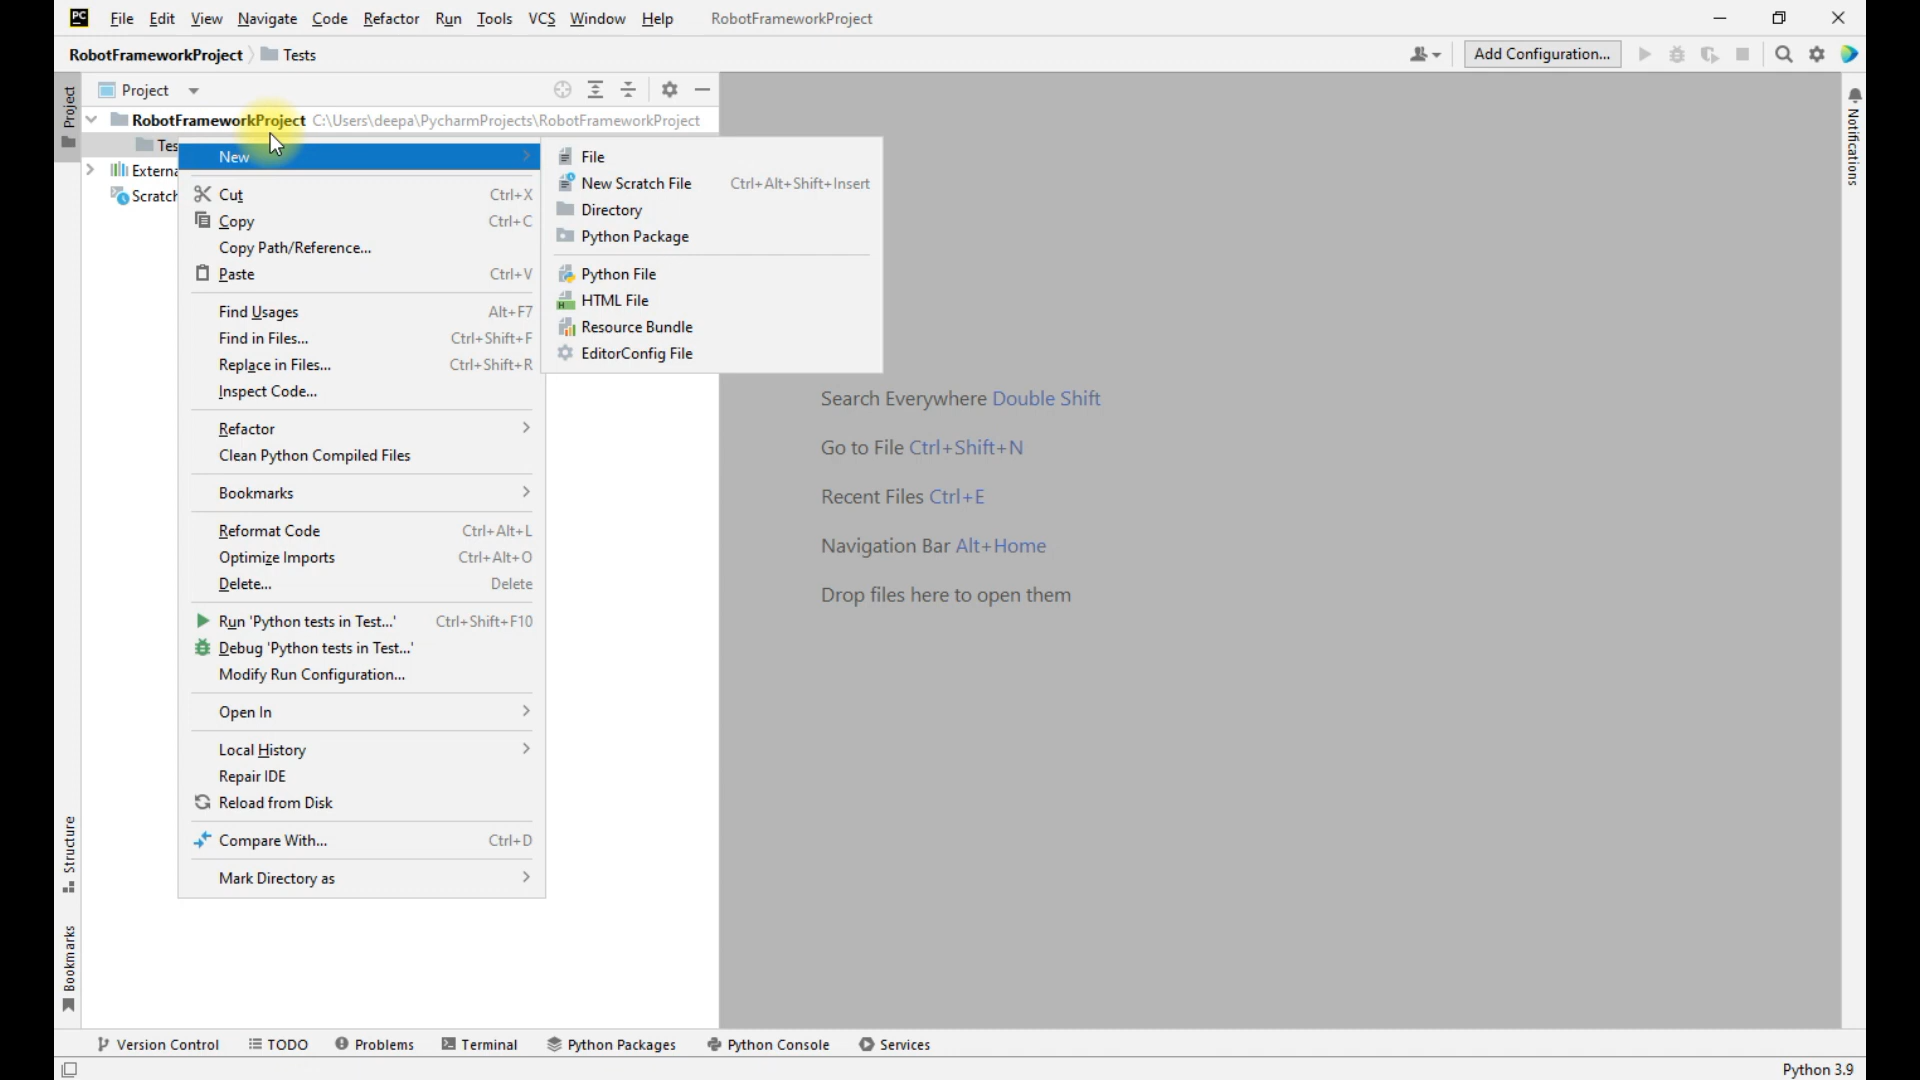 PC File Edit View Navigate Code Refactor Run Tools VCS Window Help RobotFrameworkProject
RobotFrameworkProject Tests Add Configuration...
Project
Project
RobotFrameworkProject C:\Users\deepa\PycharmProjects\RobotFrameworkProject
Tes
Externa
Scratch
New
Cut Ctrl+X
Copy Ctrl+C
Copy Path/Reference...
Paste Ctrl+V
Find Usages Alt+F7
Find in Files... Ctrl+Shift+F
Replace in Files... Ctrl+Shift+R
Inspect Code...
Refactor
Clean Python Compiled Files
Bookmarks
Reformat Code Ctrl+Alt+L
Optimize Imports Ctrl+Alt+O
Delete... Delete
Run 'Python tests in Test...' Ctrl+Shift+F10
Debug 'Python tests in Test...'
Modify Run Configuration...
Open In
Local History
Repair IDE
Reload from Disk
Compare With... Ctrl+D
Mark Directory as
File
New Scratch File Ctrl+Alt+Shift+Insert
Directory
Python Package
Python File
HTML File
Resource Bundle
EditorConfig File
Search Everywhere Double Shift
Go to File Ctrl+Shift+N
Recent Files Ctrl+E
Navigation Bar Alt+Home
Drop files here to open them
Notifications
Structure
Bookmarks
Version Control TODO Problems Terminal Python Packages Python Console Services
Python 3.9